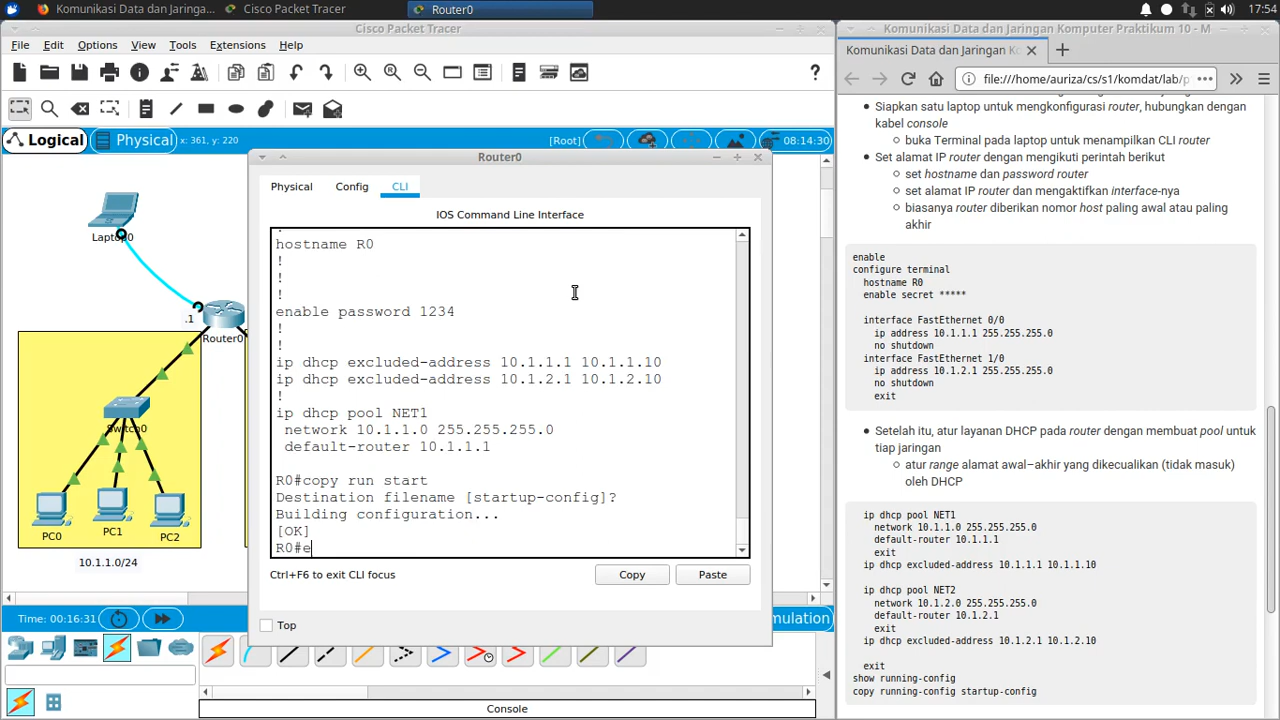 Komunikasi Data dan Jaringa...
Cisco Packet Tracer
Router0
17:54
Cisco Packet Tracer
File Edit Options View Tools Extensions Help
?
Logical
Physical
x: 361, y: 220
[Root]
08:14:30
Laptop0
.1
Router0
Switch0
PC0
PC1
PC2
10.1.1.0/24
Time: 00:16:31
Router0
Physical
Config
CLI
IOS Command Line Interface
!
hostname R0
!
!
!
enable password 1234
!
!
ip dhcp excluded-address 10.1.1.1 10.1.1.10
ip dhcp excluded-address 10.1.2.1 10.1.2.10
!
ip dhcp pool NET1
network 10.1.1.0 255.255.255.0
default-router 10.1.1.1
R0#copy run start
Destination filename [startup-config]?
Building configuration...
[OK]
R0#e
Ctrl+F6 to exit CLI focus
Copy
Paste
Top
Console
Komunikasi Data dan Jaringan Komputer Praktikum 10 - M
Komunikasi Data dan Jaringan Ko
file:///home/auriza/cs/s1/komdat/lab/p
Siapkan satu laptop untuk mengkonfigurasi router, hubungkan dengan
kabel console
buka Terminal pada laptop untuk menampilkan CLI router
Set alamat IP router dengan mengikuti perintah berikut
set hostname dan password router
set alamat IP router dan mengaktifkan interface-nya
biasanya router diberikan nomor host paling awal atau paling
akhir
enable
configure terminal
hostname R0
enable secret *****
interface FastEthernet 0/0
ip address 10.1.1.1 255.255.255.0
no shutdown
interface FastEthernet 1/0
ip address 10.1.2.1 255.255.255.0
no shutdown
exit
Setelah itu, atur layanan DHCP pada router dengan membuat pool untuk
tiap jaringan
atur range alamat awal–akhir yang dikecualikan (tidak masuk)
oleh DHCP
ip dhcp pool NET1
network 10.1.1.0 255.255.255.0
default-router 10.1.1.1
exit
ip dhcp excluded-address 10.1.1.1 10.1.1.10
ip dhcp pool NET2
network 10.1.2.0 255.255.255.0
default-router 10.1.2.1
exit
ip dhcp excluded-address 10.1.2.1 10.1.2.10
exit
show running-config
copy running-config startup-config